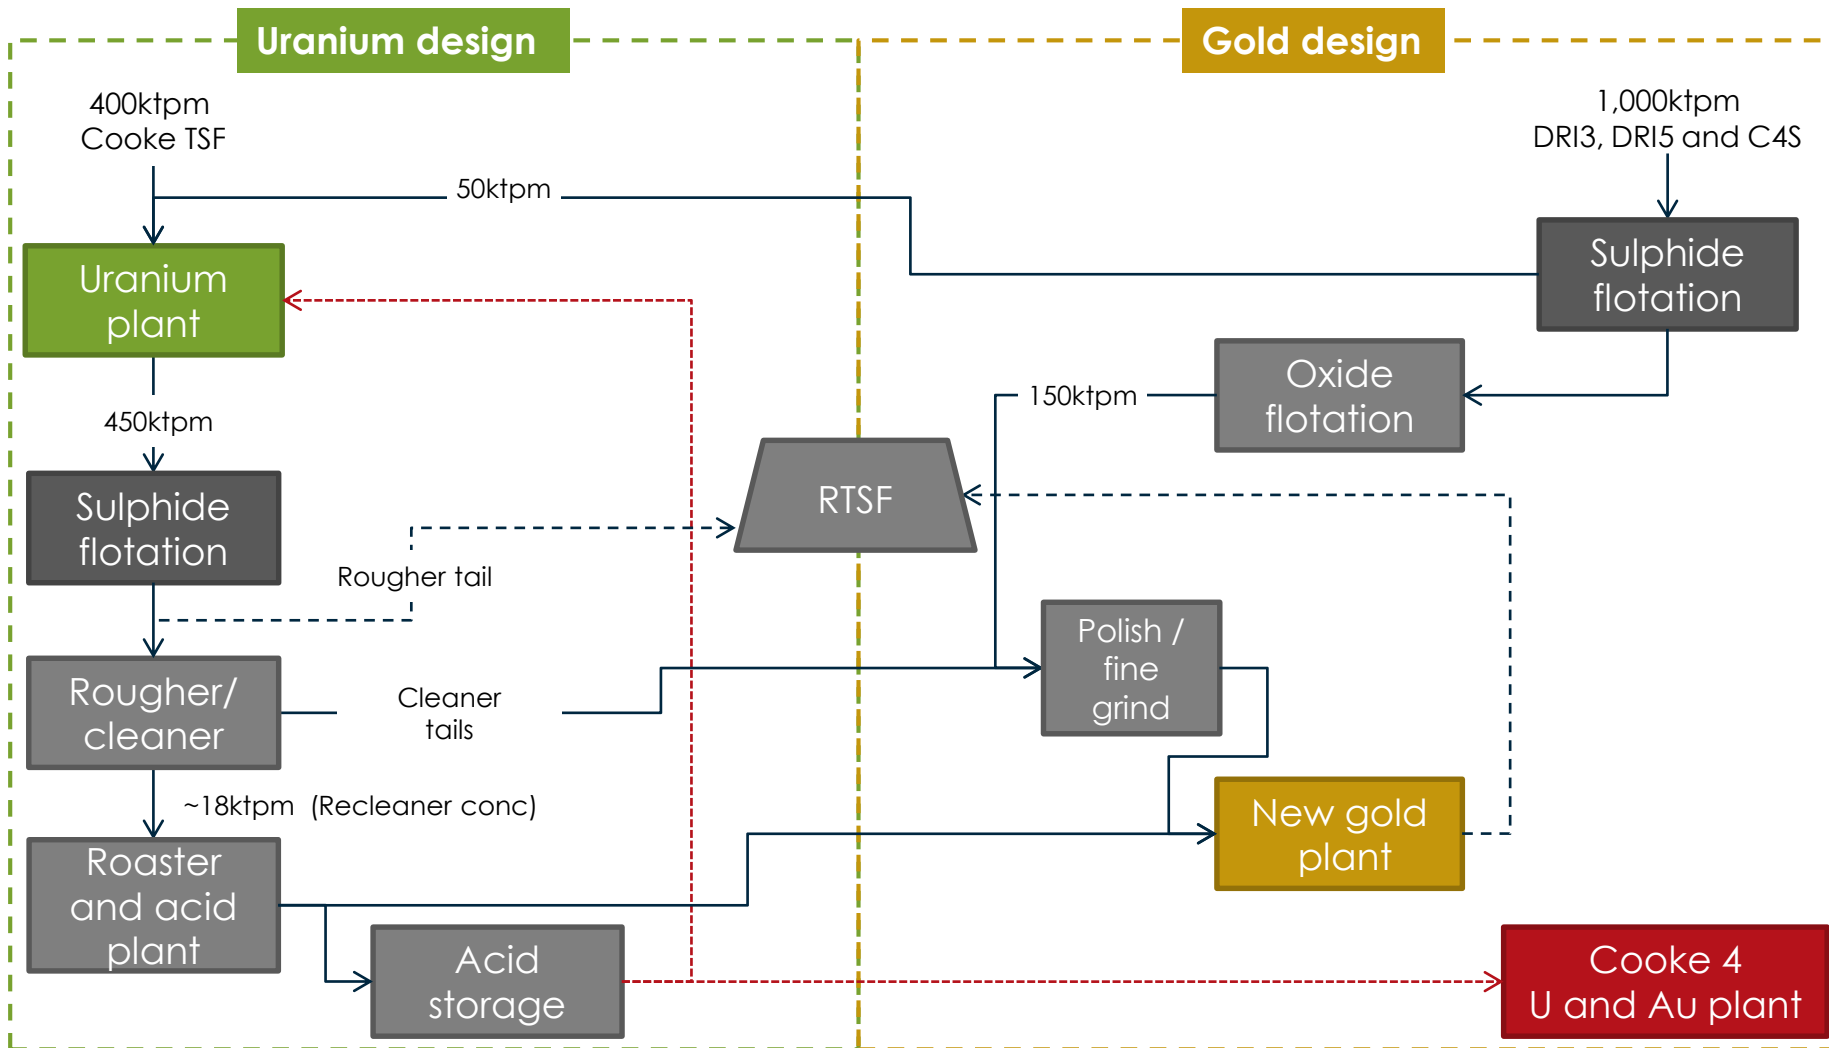 Uranium design
Gold design
400ktpm
Cooke TSF
1,000ktpm
DRI3, DRI5 and C4S
50ktpm
Uranium
plant
Sulphide
flotation
Oxide
flotation
150ktpm
450ktpm
Sulphide
flotation
RTSF
Rougher tail
Polish /
fine
grind
Rougher/
cleaner
Cleaner
tails
~18ktpm (Recleaner conc)
New gold
plant
Roaster
and acid
plant
Acid
storage
Cooke 4
U and Au plant